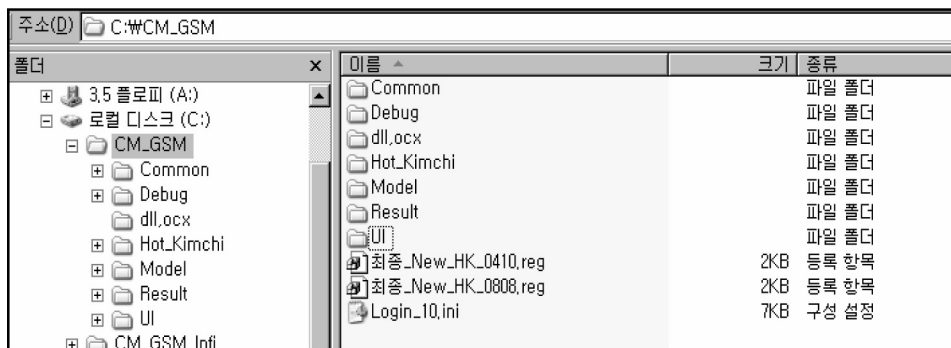 주소(D) C:₩CM_GSM
폴더 x
3.5 플로피 (A:)
로컬 디스크 (C:)
CM_GSM
Common
Debug
dll,ocx
Hot_Kimchi
Model
Result
UI
CM_GSM_Infi
이름 크기 종류
Common 파일 폴더
Debug 파일 폴더
dll,ocx 파일 폴더
Hot_Kimchi 파일 폴더
Model 파일 폴더
Result 파일 폴더
UI 파일 폴더
최종_New_HK_0410.reg 2KB 등록 항목
최종_New_HK_0808.reg 2KB 등록 항목
Login_10.ini 7KB 구성 설정